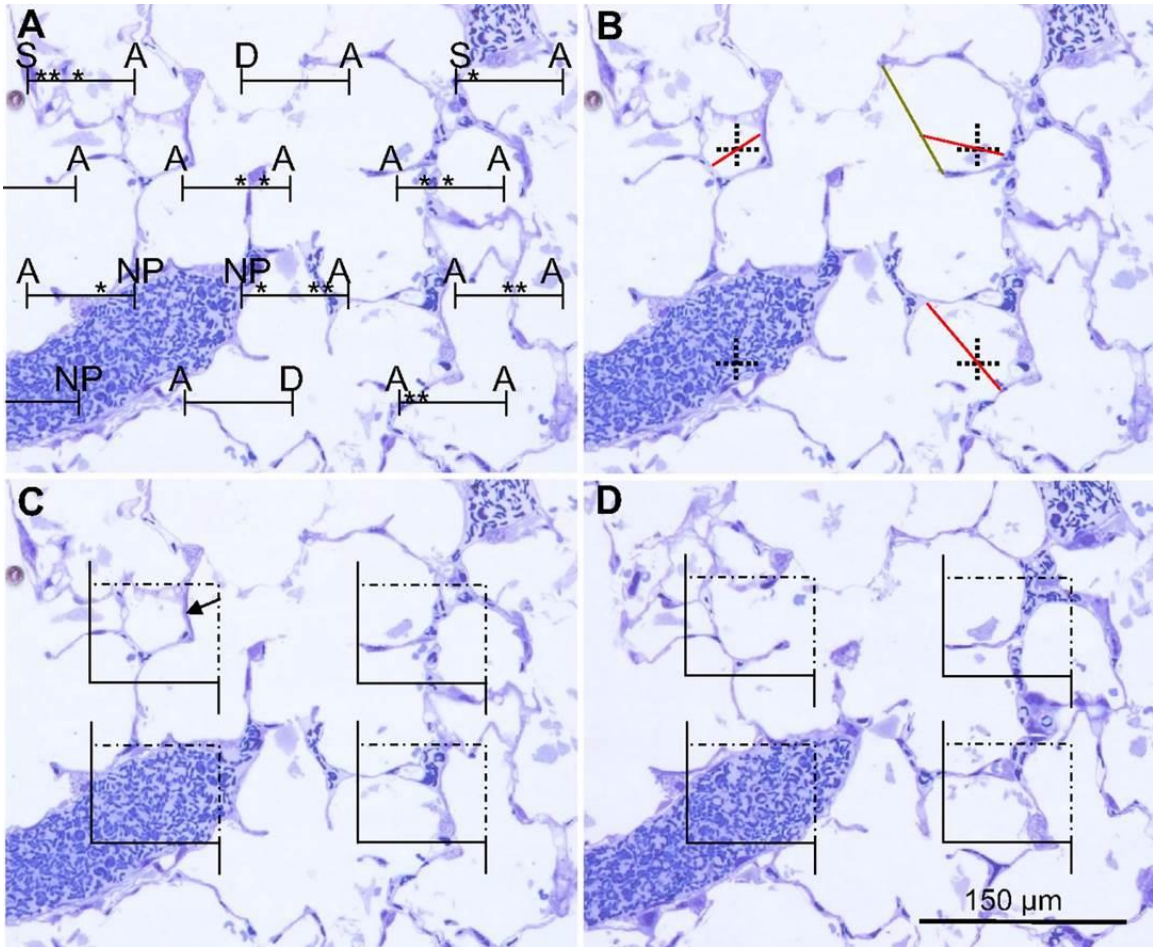 A
S A D A S A
*** *
A A A A
** **
A NP NP A A A
* * ** **
NP A D A A
**
B
C
D
150 µm